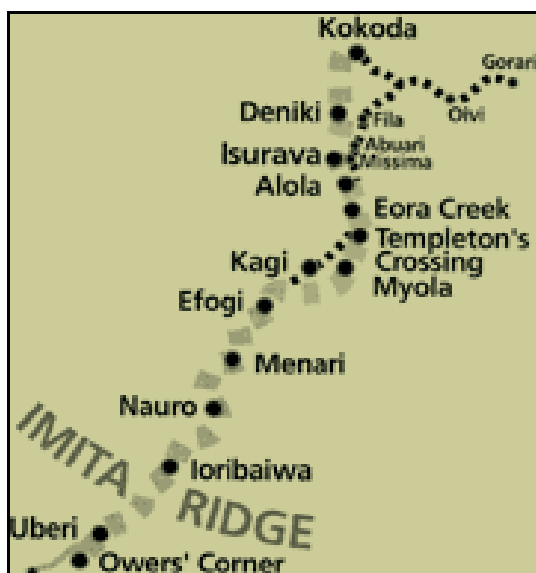 Kokoda
Gorari
Deniki
Fila
Oivi
Isurava
Abuari
Missima
Alola
Eora Creek
Templeton's
Crossing
Kagi
Myola
Efogi
Menari
Nauro
IMITA
Ioribaiwa
RIDGE
Uberi
Owers' Corner